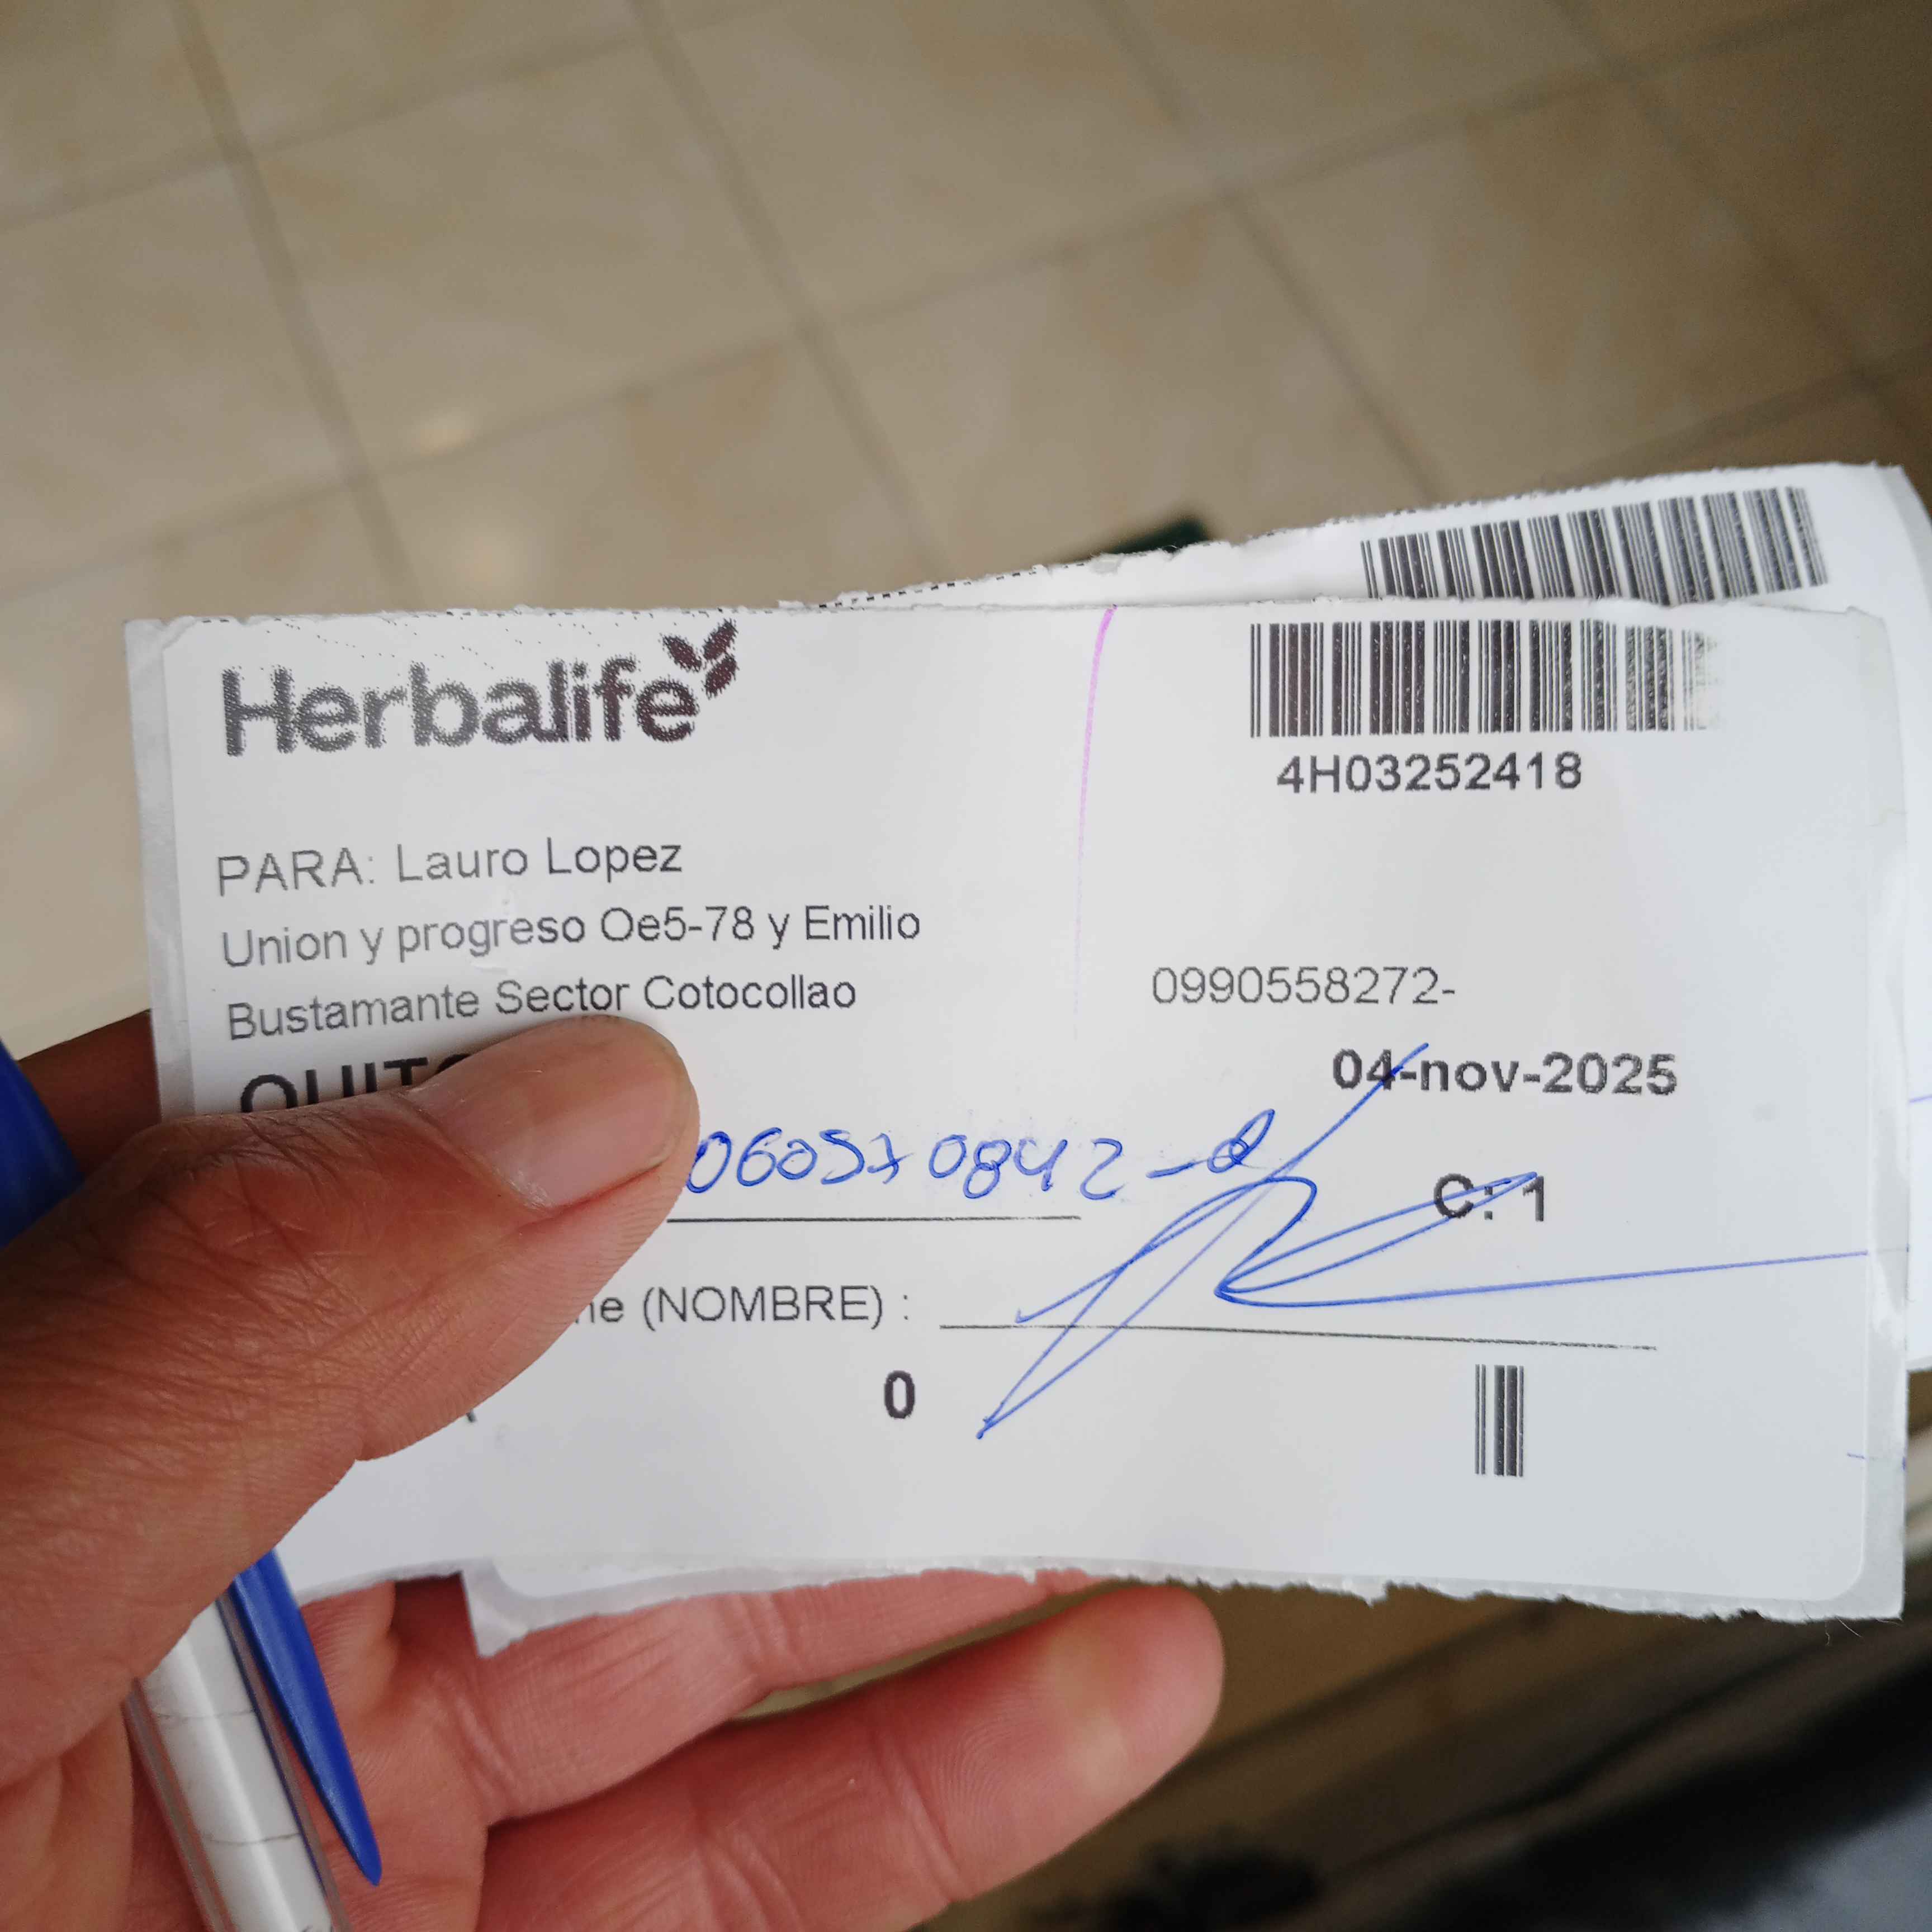 Herbalife
4H03252418
PARA: Lauro Lopez
Union y progreso Oe5-78 y Emilio
Bustamante Sector Cotocollao
0990558272-
QUITO
04-nov-2025
C: 1
(NOMBRE) :
0